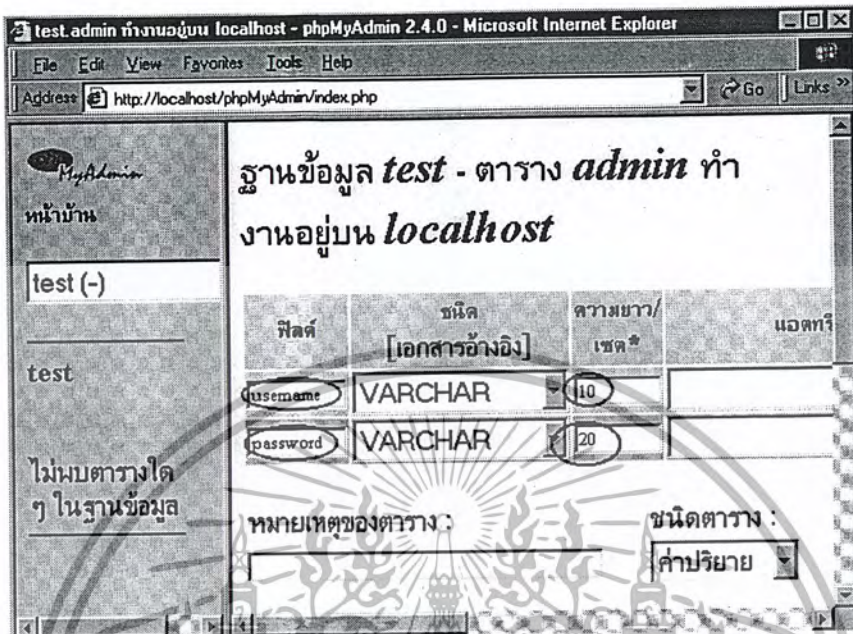 test.admin ทำงานอยู่บน localhost - phpMyAdmin 2.4.0 - Microsoft Internet Explorer
File Edit View Favorites Tools Help
Address http://localhost/phpMyAdmin/index.php Go Links »
MyAdmin
หน้าบ้าน
test (-)
test
ไม่พบตารางใด
ๆ ในฐานข้อมูล
ฐานข้อมูล test - ตาราง admin ทำ
งานอยู่บน localhost
ฟิลด์ ชนิด [เอกสารอ้างอิง] ความยาว/ เซต* แอตทริ
username VARCHAR 10
password VARCHAR 20
หมายเหตุของตาราง : ชนิดตาราง :
ค่าปริยาย